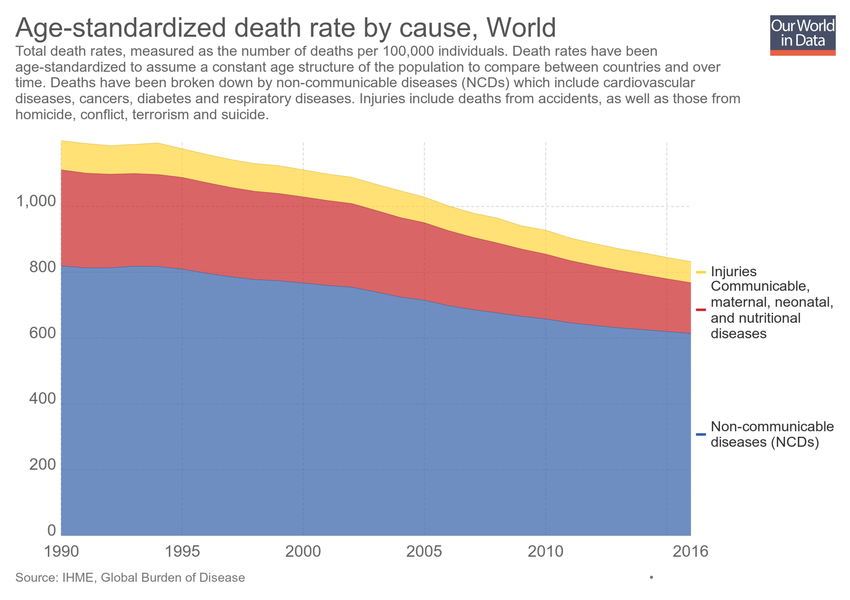 Age-standardized death rate by cause, World
Our World
in Data
Total death rates, measured as the number of deaths per 100,000 individuals. Death rates have been
age-standardized to assume a constant age structure of the population to compare between countries and over
time. Deaths have been broken down by non-communicable diseases (NCDs) which include cardiovascular
diseases, cancers, diabetes and respiratory diseases. Injuries include deaths from accidents, as well as those from
homicide, conflict, terrorism and suicide.
1,000
800
600
400
200
0
1990
1995
2000
2005
2010
2016
Injuries
Communicable,
maternal, neonatal,
and nutritional
diseases
Non-communicable
diseases (NCDs)
Source: IHME, Global Burden of Disease